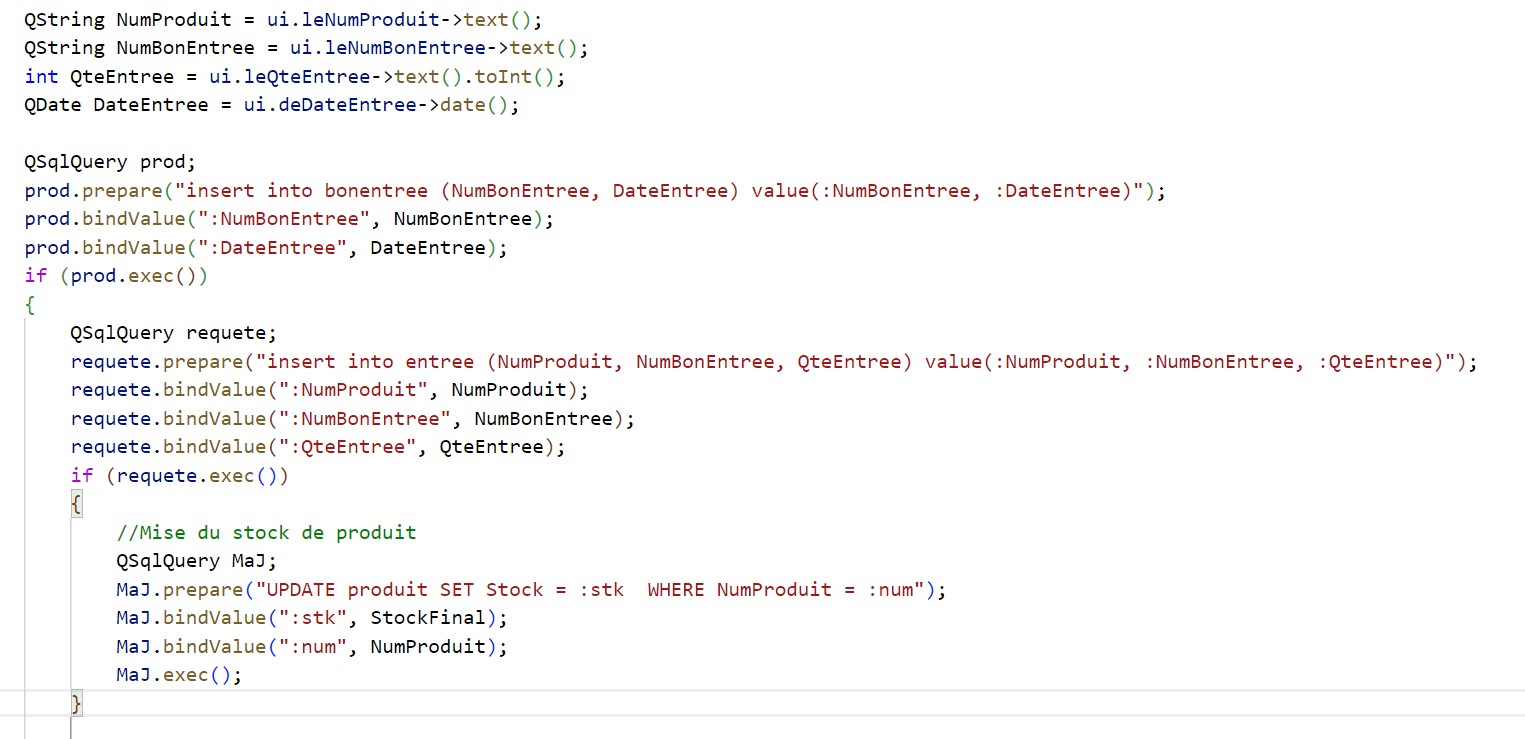 QString NumProduit = ui.leNumProduit->text();
QString NumBonEntree = ui.leNumBonEntree->text();
int QteEntree = ui.leQteEntree->text().toInt();
QDate DateEntree = ui.deDateEntree->date();
QSqlQuery prod;
prod.prepare("insert into bonentree (NumBonEntree, DateEntree) value(:NumBonEntree, :DateEntree)");
prod.bindValue(":NumBonEntree", NumBonEntree);
prod.bindValue(":DateEntree", DateEntree);
if (prod.exec())
{
QSqlQuery requete;
requete.prepare("insert into entree (NumProduit, NumBonEntree, QteEntree) value(:NumProduit, :NumBonEntree, :QteEntree)");
requete.bindValue(":NumProduit", NumProduit);
requete.bindValue(":NumBonEntree", NumBonEntree);
requete.bindValue(":QteEntree", QteEntree);
if (requete.exec())
{
//Mise du stock de produit
QSqlQuery MaJ;
MaJ.prepare("UPDATE produit SET Stock = :stk  WHERE NumProduit = :num");
MaJ.bindValue(":stk", StockFinal);
MaJ.bindValue(":num", NumProduit);
MaJ.exec();
}